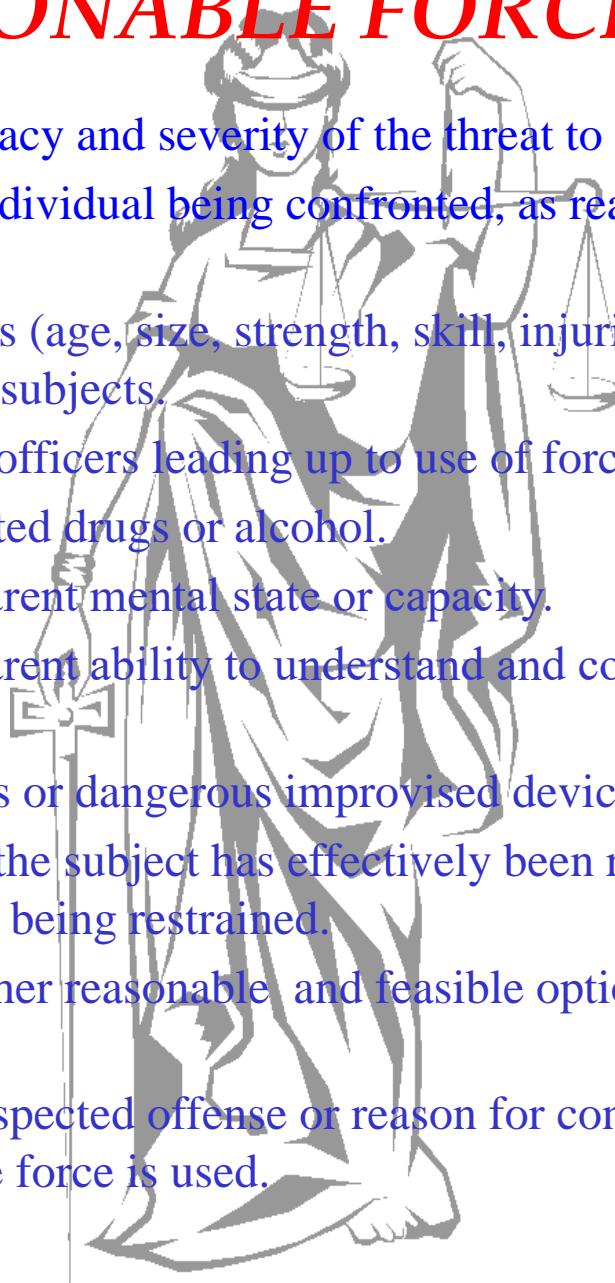 ONABLE FORC
acy and severity of the threat to
dividual being confronted, as rea
s (age, size, strength, skill, injuri
subjects.
officers leading up to use of forc
ted drugs or alcohol.
arent mental state or capacity.
arent ability to understand and co
s or dangerous improvised devic
the subject has effectively been r
being restrained.
her reasonable and feasible optio
spected offense or reason for con
e force is used.